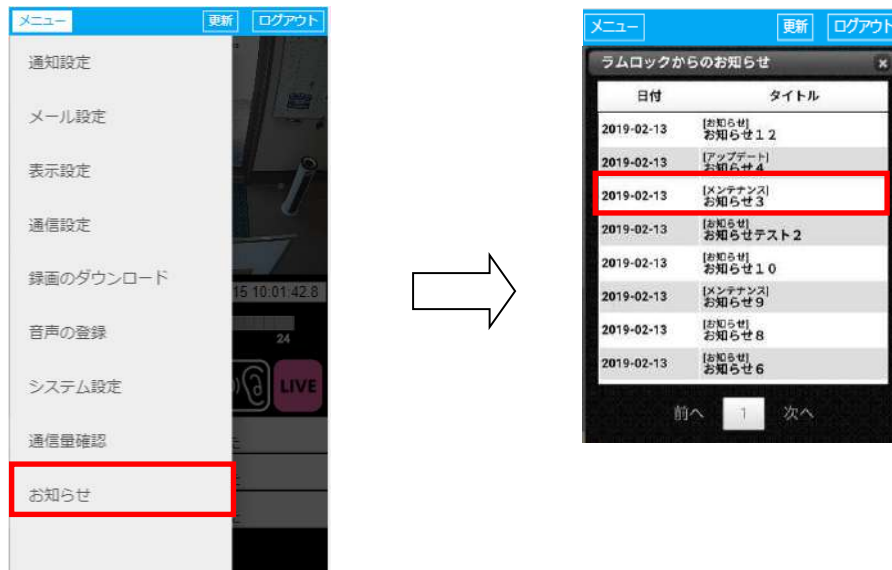 メニュー 更新 ログアウト
通知設定
メール設定
表示設定
通信設定
録画のダウンロード
音声の登録
システム設定
通信量確認
お知らせ
15 10:01:42.8
24
LIVE
メニュー 更新 ログアウト
ラムロックからのお知らせ ×
日付 タイトル
2019-02-13 [お知らせ]
お知らせ１２
2019-02-13 [アップデート]
お知らせ４
2019-02-13 [メンテナンス]
お知らせ３
2019-02-13 [お知らせ]
お知らせテスト２
2019-02-13 [お知らせ]
お知らせ１０
2019-02-13 [メンテナンス]
お知らせ９
2019-02-13 [お知らせ]
お知らせ８
2019-02-13 [お知らせ]
お知らせ６
前へ 1 次へ